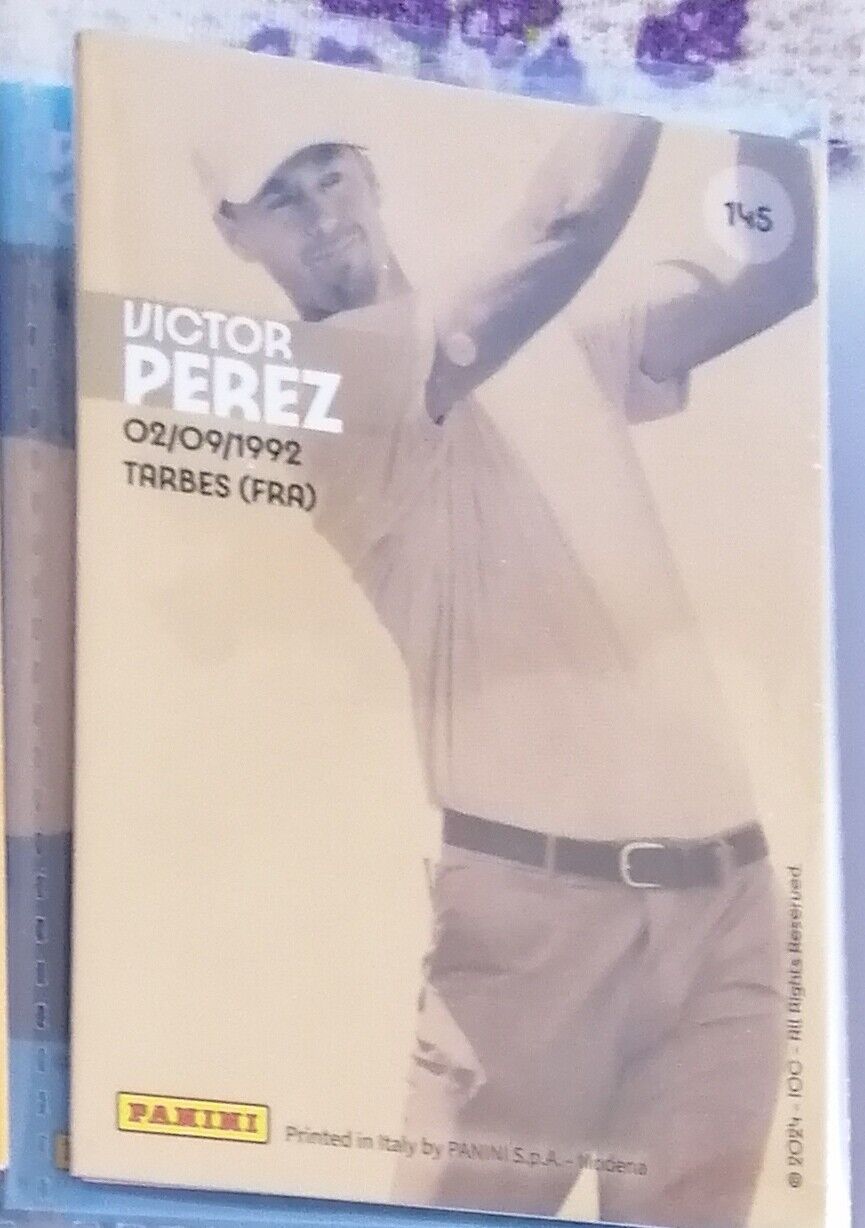 145
VICTOR
PEREZ
02/09/1992
TARBES (FRA)
PANINI
Printed in Italy by PANINI S.p.A. - Modena
© 2024 - IOC - All Rights Reserved